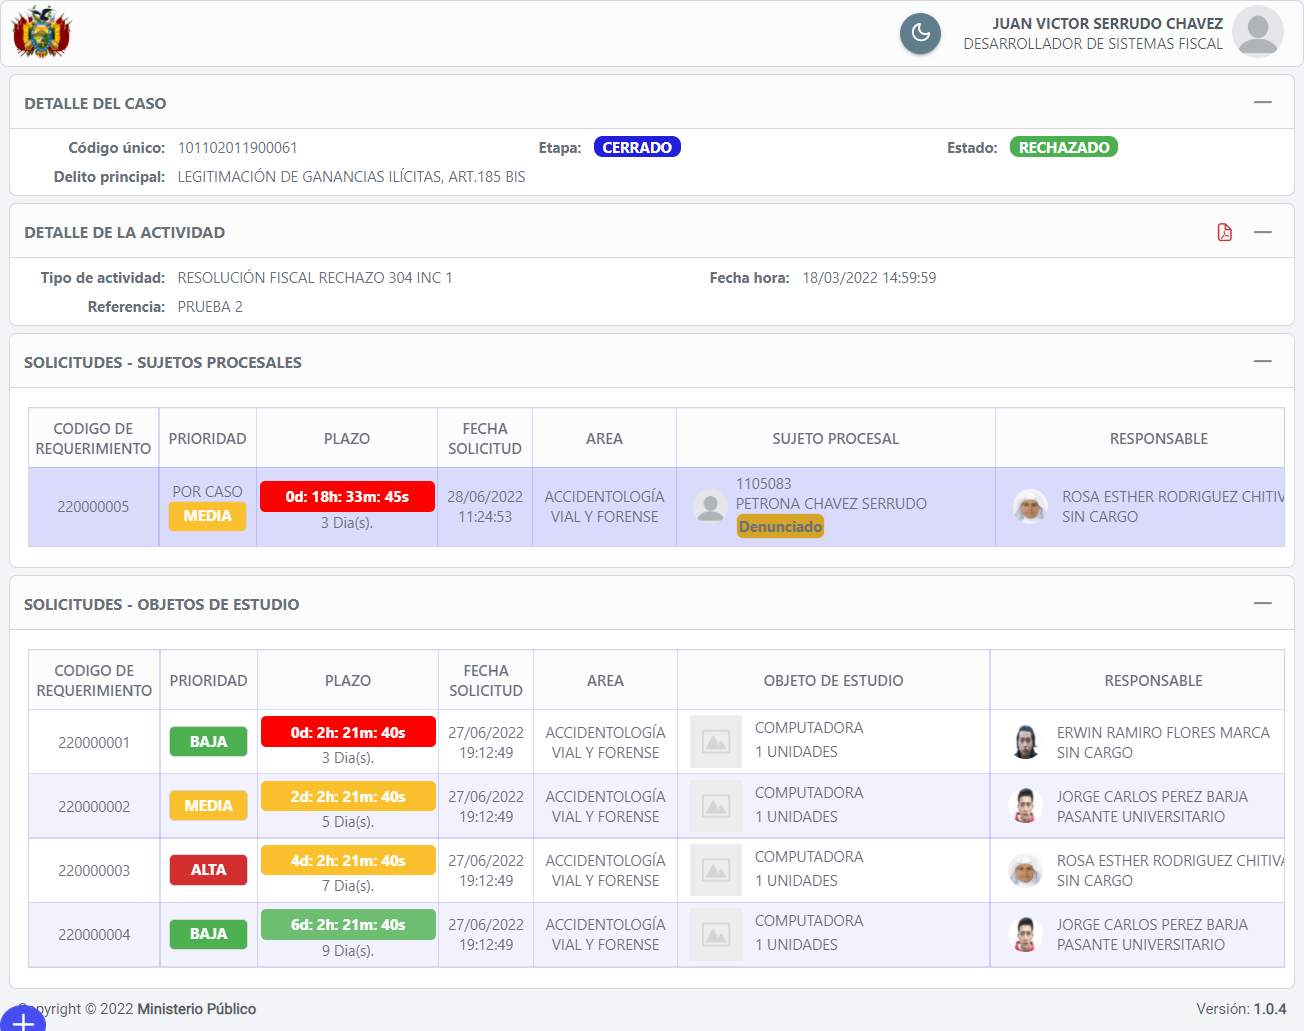 JUAN VICTOR SERRUDO CHAVEZ
DESARROLLADOR DE SISTEMAS FISCAL
DETALLE DEL CASO
Código único: 101102011900061 Etapa: CERRADO Estado: RECHAZADO
Delito principal: LEGITIMACIÓN DE GANANCIAS ILÍCITAS, ART.185 BIS
DETALLE DE LA ACTIVIDAD
Tipo de actividad: RESOLUCIÓN FISCAL RECHAZO 304 INC 1 Fecha hora: 18/03/2022 14:59:59
Referencia: PRUEBA 2
SOLICITUDES - SUJETOS PROCESALES
CODIGO DE REQUERIMIENTO PRIORIDAD PLAZO FECHA SOLICITUD AREA SUJETO PROCESAL RESPONSABLE
220000005
POR CASO
MEDIA
0d: 18h: 33m: 45s
3 Dia(s).
28/06/2022
11:24:53
ACCIDENTOLOGÍA
VIAL Y FORENSE
1105083
PETRONA CHAVEZ SERRUDO
Denunciado
ROSA ESTHER RODRIGUEZ CHITIV
SIN CARGO
SOLICITUDES - OBJETOS DE ESTUDIO
CODIGO DE REQUERIMIENTO PRIORIDAD PLAZO FECHA SOLICITUD AREA OBJETO DE ESTUDIO RESPONSABLE
220000001
BAJA
0d: 2h: 21m: 40s
3 Dia(s).
27/06/2022
19:12:49
ACCIDENTOLOGÍA
VIAL Y FORENSE
COMPUTADORA
1 UNIDADES
ERWIN RAMIRO FLORES MARCA
SIN CARGO
220000002
MEDIA
2d: 2h: 21m: 40s
5 Dia(s).
27/06/2022
19:12:49
ACCIDENTOLOGÍA
VIAL Y FORENSE
COMPUTADORA
1 UNIDADES
JORGE CARLOS PEREZ BARJA
PASANTE UNIVERSITARIO
220000003
ALTA
4d: 2h: 21m: 40s
7 Dia(s).
27/06/2022
19:12:49
ACCIDENTOLOGÍA
VIAL Y FORENSE
COMPUTADORA
1 UNIDADES
ROSA ESTHER RODRIGUEZ CHITIV
SIN CARGO
220000004
BAJA
6d: 2h: 21m: 40s
9 Dia(s).
27/06/2022
19:12:49
ACCIDENTOLOGÍA
VIAL Y FORENSE
COMPUTADORA
1 UNIDADES
JORGE CARLOS PEREZ BARJA
PASANTE UNIVERSITARIO
Copyright © 2022 Ministerio Público Versión: 1.0.4